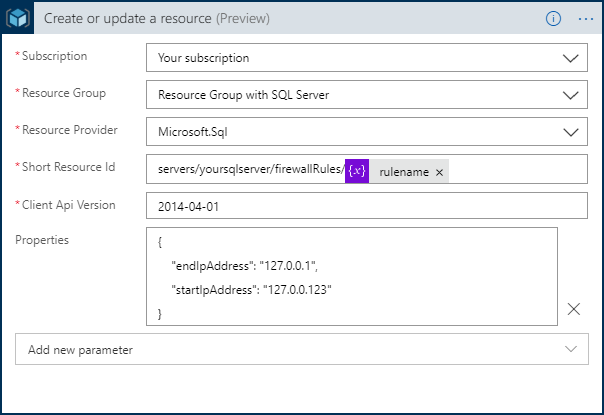 Create or update a resource (Preview)
* Subscription Your subscription
* Resource Group Resource Group with SQL Server
* Resource Provider Microsoft.Sql
* Short Resource Id servers/yoursqlserver/firewallRules/ {x} rulename ×
* Client Api Version 2014-04-01
Properties {
"endIpAddress": "127.0.0.1",
"startIpAddress": "127.0.0.123"
}
Add new parameter